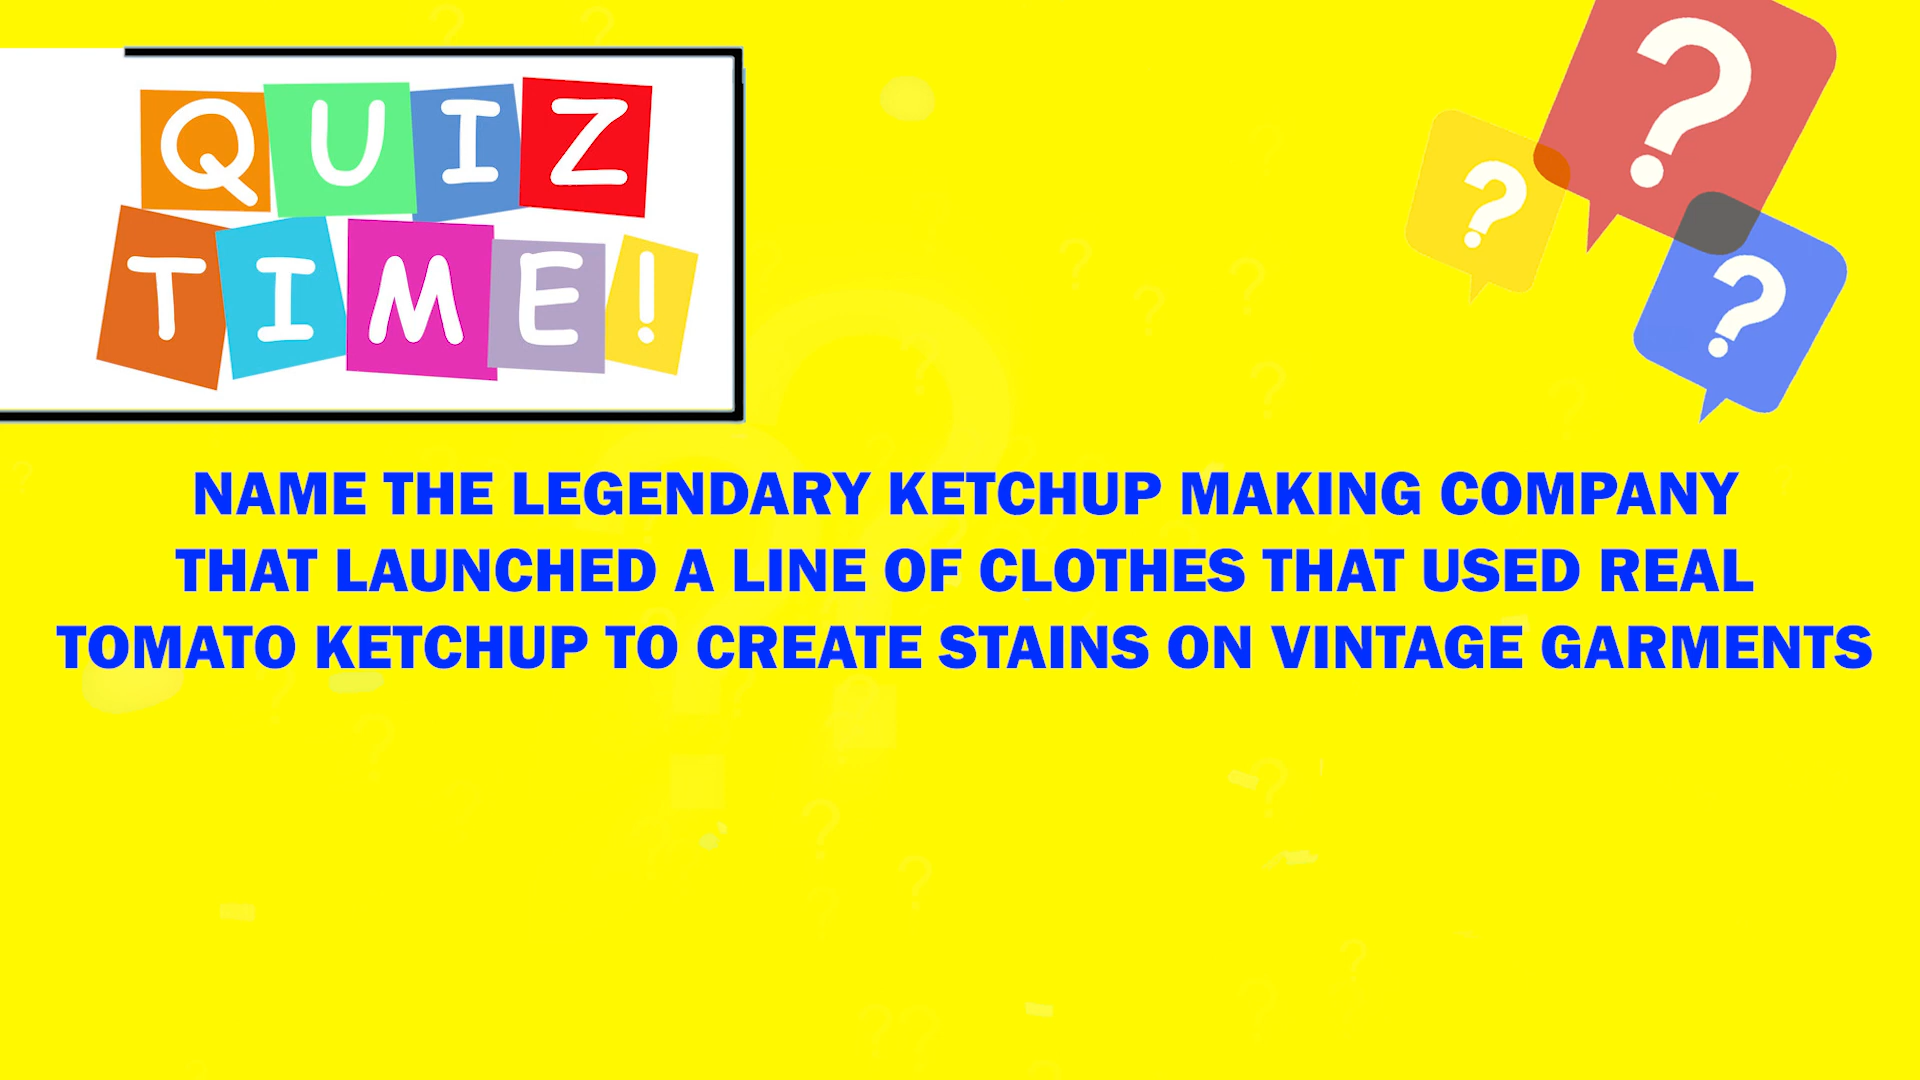 QUIZ
TIME!
NAME THE LEGENDARY KETCHUP MAKING COMPANY
THAT LAUNCHED A LINE OF CLOTHES THAT USED REAL
TOMATO KETCHUP TO CREATE STAINS ON VINTAGE GARMENTS